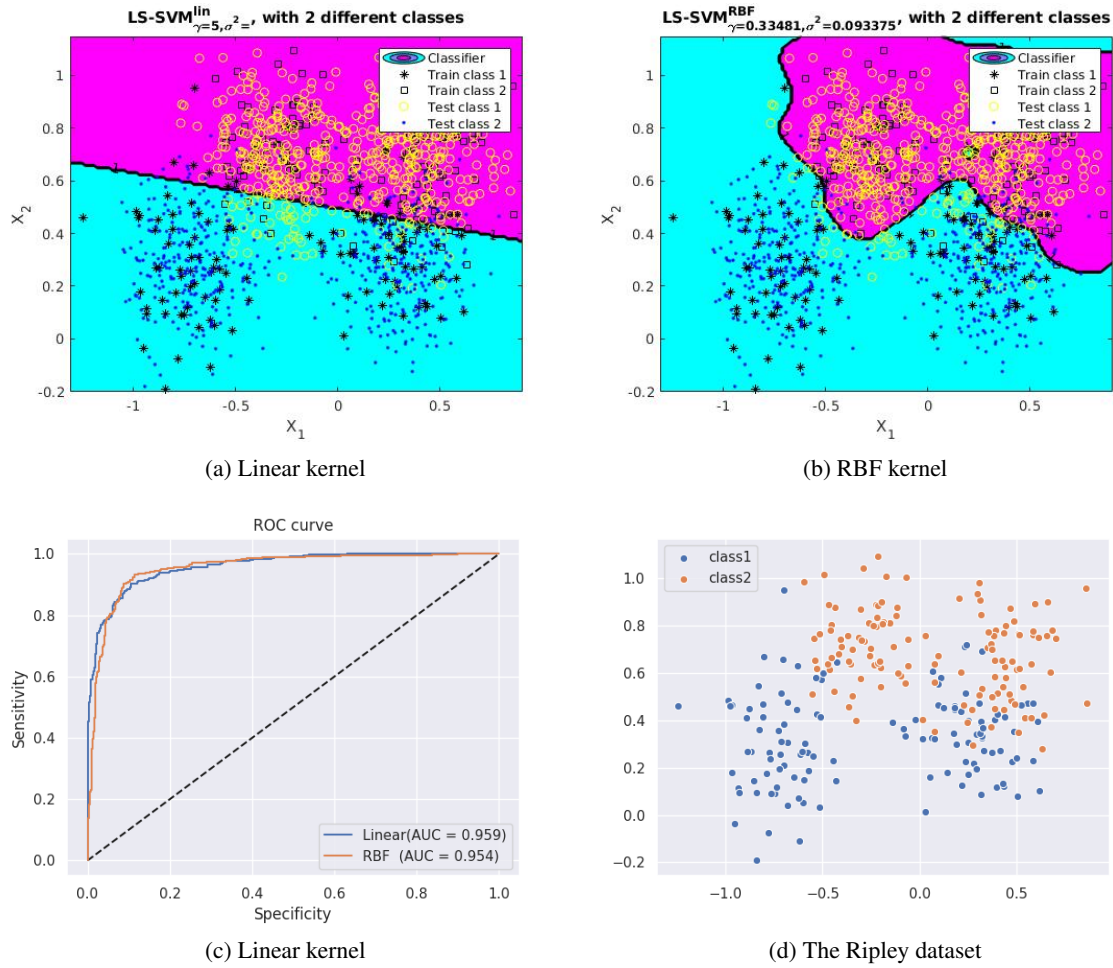 LS-SVM^lin_γ=5,σ²=, with 2 different classes
Classifier
Train class 1
Train class 2
Test class 1
Test class 2
1
0.8
0.6
0.4
0.2
0
-0.2
X_2
-1
-0.5
0
0.5
X_1
(a) Linear kernel
LS-SVM^RBF_γ=0.33481,σ²=0.093375, with 2 different classes
Classifier
Train class 1
Train class 2
Test class 1
Test class 2
1
0.8
0.6
0.4
0.2
0
-0.2
X_2
-1
-0.5
0
0.5
X_1
(b) RBF kernel
ROC curve
1.0
0.8
0.6
0.4
0.2
0.0
Sensitivity
Linear(AUC = 0.959)
RBF (AUC = 0.954)
0.0 0.2 0.4 0.6 0.8 1.0
Specificity
(c) Linear kernel
class1
class2
1.0
0.8
0.6
0.4
0.2
0.0
−0.2
−1.0 −0.5 0.0 0.5
(d) The Ripley dataset